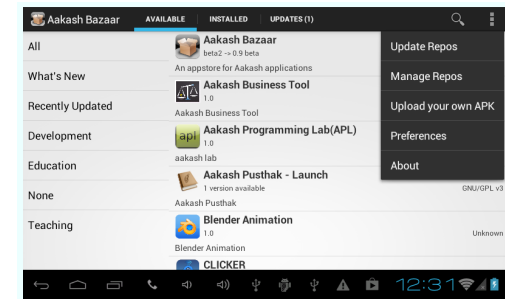 Aakash Bazaar
AVAILABLE
INSTALLED
UPDATES (1)
All
What's New
Recently Updated
Development
Education
None
Teaching
Aakash Bazaar
beta2 -> 0.9 beta
An appstore for Aakash applications
Aakash Business Tool
1.0
Aakash Business Tool
api
Aakash Programming Lab(APL)
1.0
aakash lab
Aakash Pusthak - Launch
1 version available
GNU/GPL v3
Aakash Pusthak
Blender Animation
1.0
Unknown
Blender Animation
CLICKER
Update Repos
Manage Repos
Upload your own APK
Preferences
About
12:31